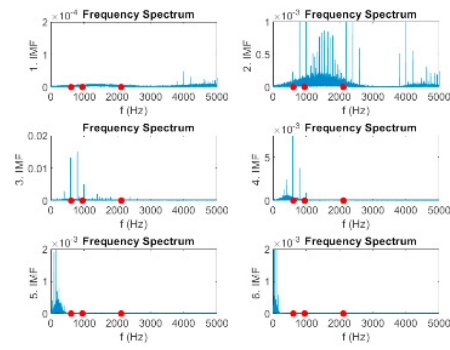 ×10⁻⁴ Frequency Spectrum
2
1
0
1. IMF
0 1000 2000 3000 4000 5000
f (Hz)
×10⁻³ Frequency Spectrum
1
0.5
0
2. IMF
0 1000 2000 3000 4000 5000
f (Hz)
Frequency Spectrum
0.02
0.01
0
3. IMF
0 1000 2000 3000 4000 5000
f (Hz)
×10⁻³ Frequency Spectrum
5
0
4. IMF
0 1000 2000 3000 4000 5000
f (Hz)
×10⁻³ Frequency Spectrum
2
1
0
5. IMF
0 1000 2000 3000 4000 5000
f (Hz)
×10⁻³ Frequency Spectrum
2
1
0
6. IMF
0 1000 2000 3000 4000 5000
f (Hz)